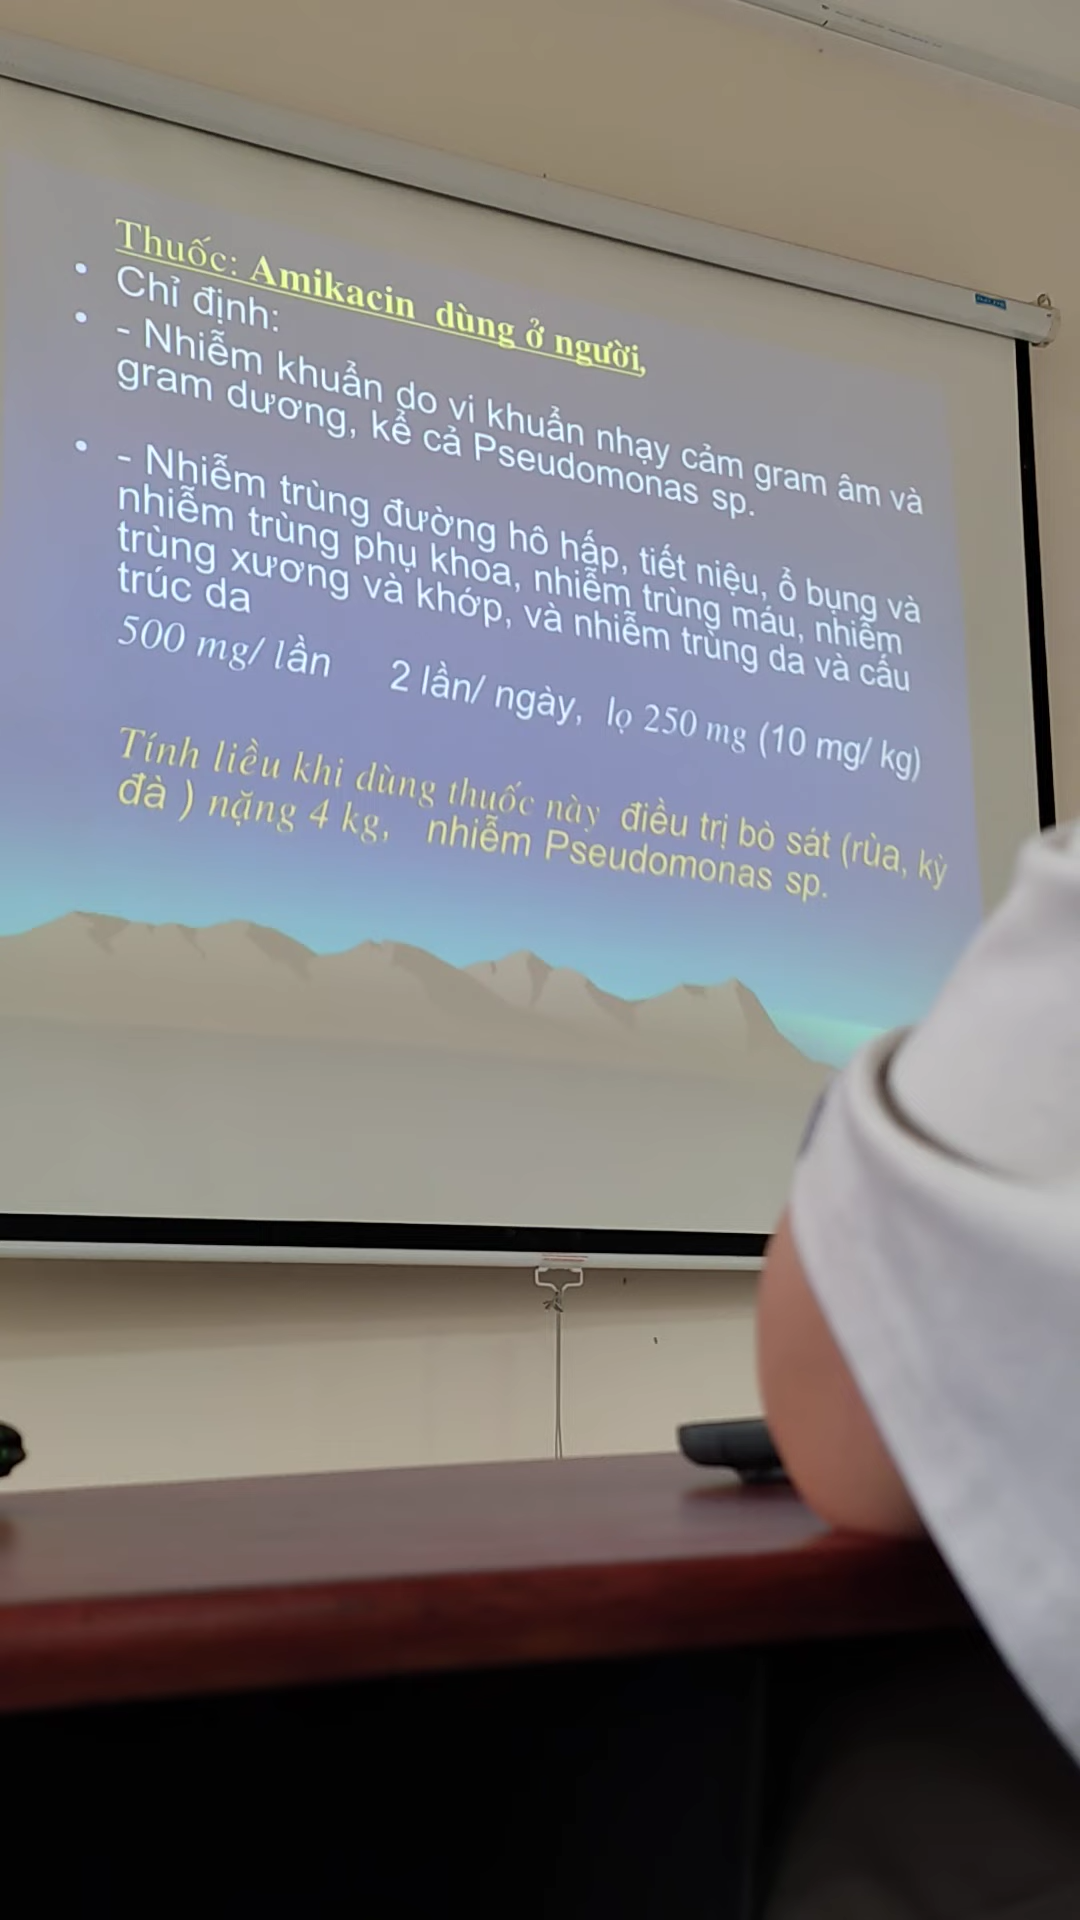 Thuốc: Amikacin dùng ở người,
• Chỉ định:
• - Nhiễm khuẩn do vi khuẩn nhạy cảm gram âm và
gram dương, kể cả Pseudomonas sp.
• - Nhiễm trùng đường hô hấp, tiết niệu, ổ bụng và
nhiễm trùng phụ khoa, nhiễm trùng máu, nhiễm
trùng xương và khớp, và nhiễm trùng da và cấu
trúc da
500 mg/ lần 2 lần/ ngày, lọ 250 mg (10 mg/ kg)
Tính liều khi dùng thuốc này điều trị bò sát (rùa, kỳ
đà ) nặng 4 kg, nhiễm Pseudomonas sp.